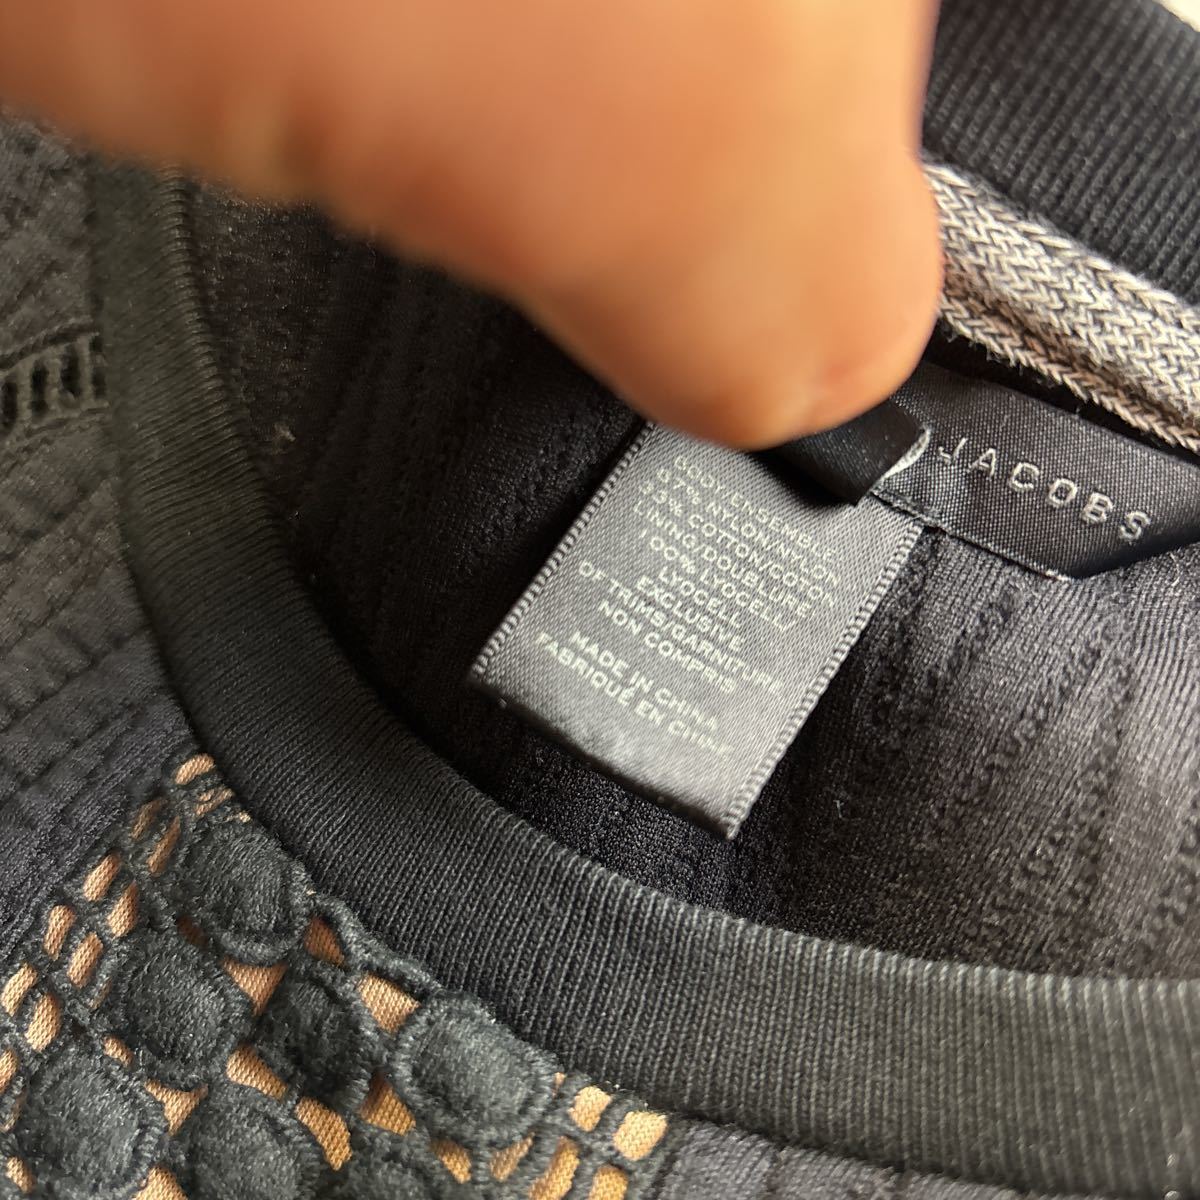 JACOBS
BODY/ENSEMBLE
67% NYLON/NYLON
33% COTTON/COTON
LINING/DOUBLURE
100% LYOCELL/
LYOCELL
EXCLUSIVE
OF TRIMS/GARNITURE
NON COMPRIS
MADE IN CHINA
FABRIQUÉ EN CHINE